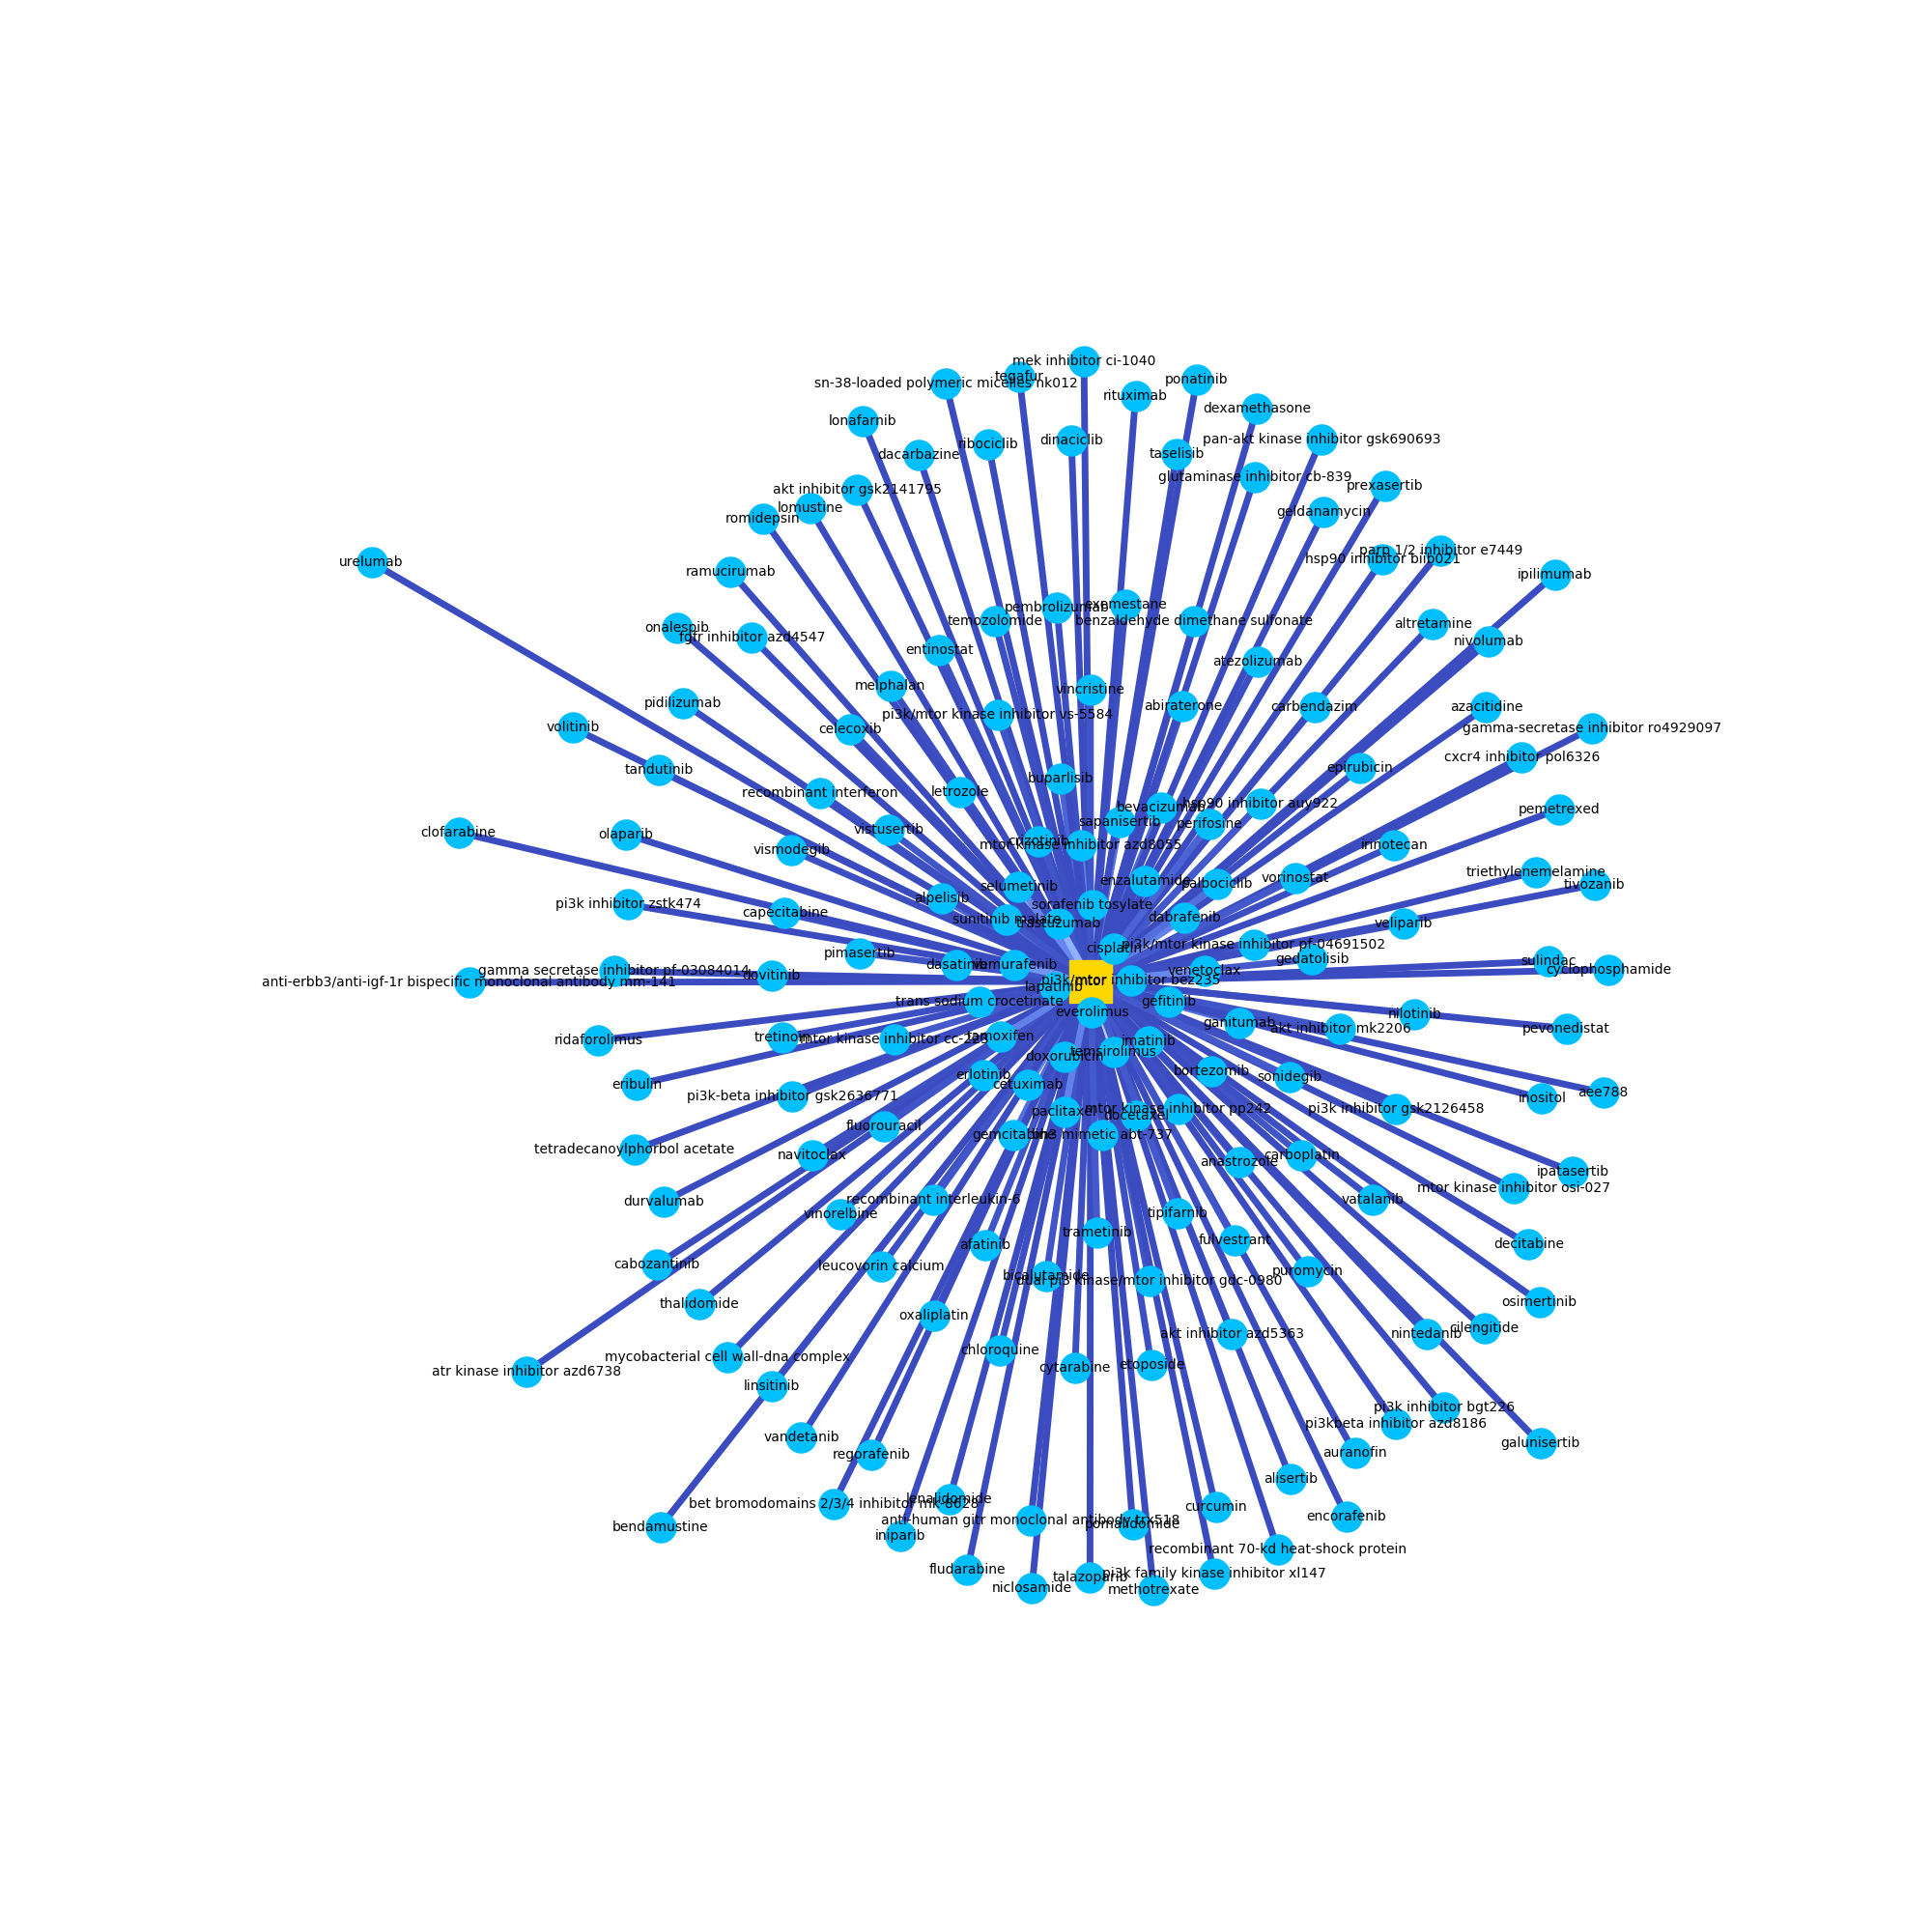 mek inhibitor ci-1040
tegafur
sn-38-loaded polymeric micelles nk012
ponatinib
rituximab
dexamethasone
lonafarnib
pan-akt kinase inhibitor gsk690693
dinaciclib
ribociclib
dacarbazine
taselisib
glutaminase inhibitor cb-839
prexasertib
akt inhibitor gsk2141795
lomustine
geldanamycin
romidepsin
parp 1/2 inhibitor e7449
hsp90 inhibitor biib021
urelumab
ramucirumab
ipilimumab
exemestane
pembrolizumab
temozolomide
benzaldehyde dimethane sulfonate
altretamine
onalespib
fgfr inhibitor azd4547
nivolumab
entinostat
atezolizumab
melphalan
vincristine
pidilizumab
abiraterone
carbendazim
azacitidine
pi3k/mtor kinase inhibitor vs-5584
volitinib
celecoxib
gamma-secretase inhibitor ro4929097
cxcr4 inhibitor pol6326
tandutinib
epirubicin
buparlisib
recombinant interferon
letrozole
hsp90 inhibitor auy922
bevacizumab
pemetrexed
sapanisertib
perifosine
clofarabine
olaparib
vistusertib
crizotinib
mtor kinase inhibitor azd8055
irinotecan
vismodegib
triethylenemelamine
vorinostat
enzalutamide
palbociclib
tivozanib
selumetinib
alpelisib
pi3k inhibitor zstk474
sorafenib tosylate
capecitabine
sunitinib malate
trastuzumab
dabrafenib
veliparib
pi3k/mtor kinase inhibitor pf-04691502
cisplatin
pimasertib
gedatolisib
sulindac
dasatinib
vemurafenib
venetoclax
cyclophosphamide
gamma secretase inhibitor pf-03084014
dovitinib
pi3k/mtor inhibitor bez235
anti-erbb3/anti-igf-1r bispecific monoclonal antibody mm-141
lapatinib
trans sodium crocetinate
gefitinib
everolimus
nilotinib
ganitumab
akt inhibitor mk2206
pevonedistat
ridaforolimus
tretinoin
mtor kinase inhibitor cc-223
tamoxifen
imatinib
temsirolimus
doxorubicin
bortezomib
erlotinib
sonidegib
eribulin
cetuximab
aee788
inositol
pi3k-beta inhibitor gsk2636771
mtor kinase inhibitor pp242
pi3k inhibitor gsk2126458
paclitaxel
docetaxel
fluorouracil
gemcitabine
bh3 mimetic abt-737
tetradecanoylphorbol acetate
navitoclax
carboplatin
anastrozole
ipatasertib
mtor kinase inhibitor osi-027
durvalumab
recombinant interleukin-6
vatalanib
vinorelbine
tipifarnib
trametinib
fulvestrant
afatinib
decitabine
cabozantinib
leucovorin calcium
puromycin
bicalutamide
dual pi3 kinase/mtor inhibitor gdc-0980
thalidomide
osimertinib
oxaliplatin
cilengitide
akt inhibitor azd5363
nintedanib
chloroquine
mycobacterial cell wall-dna complex
etoposide
cytarabine
atr kinase inhibitor azd6738
linsitinib
pi3k inhibitor bgt226
pi3kbeta inhibitor azd8186
vandetanib
galunisertib
auranofin
regorafenib
alisertib
lenalidomide
bet bromodomains 2/3/4 inhibitor mk-8628
curcumin
encorafenib
anti-human gitr monoclonal antibody trx518
pomalidomide
bendamustine
iniparib
recombinant 70-kd heat-shock protein
fludarabine
pi3k family kinase inhibitor xl147
talazoparib
niclosamide
methotrexate